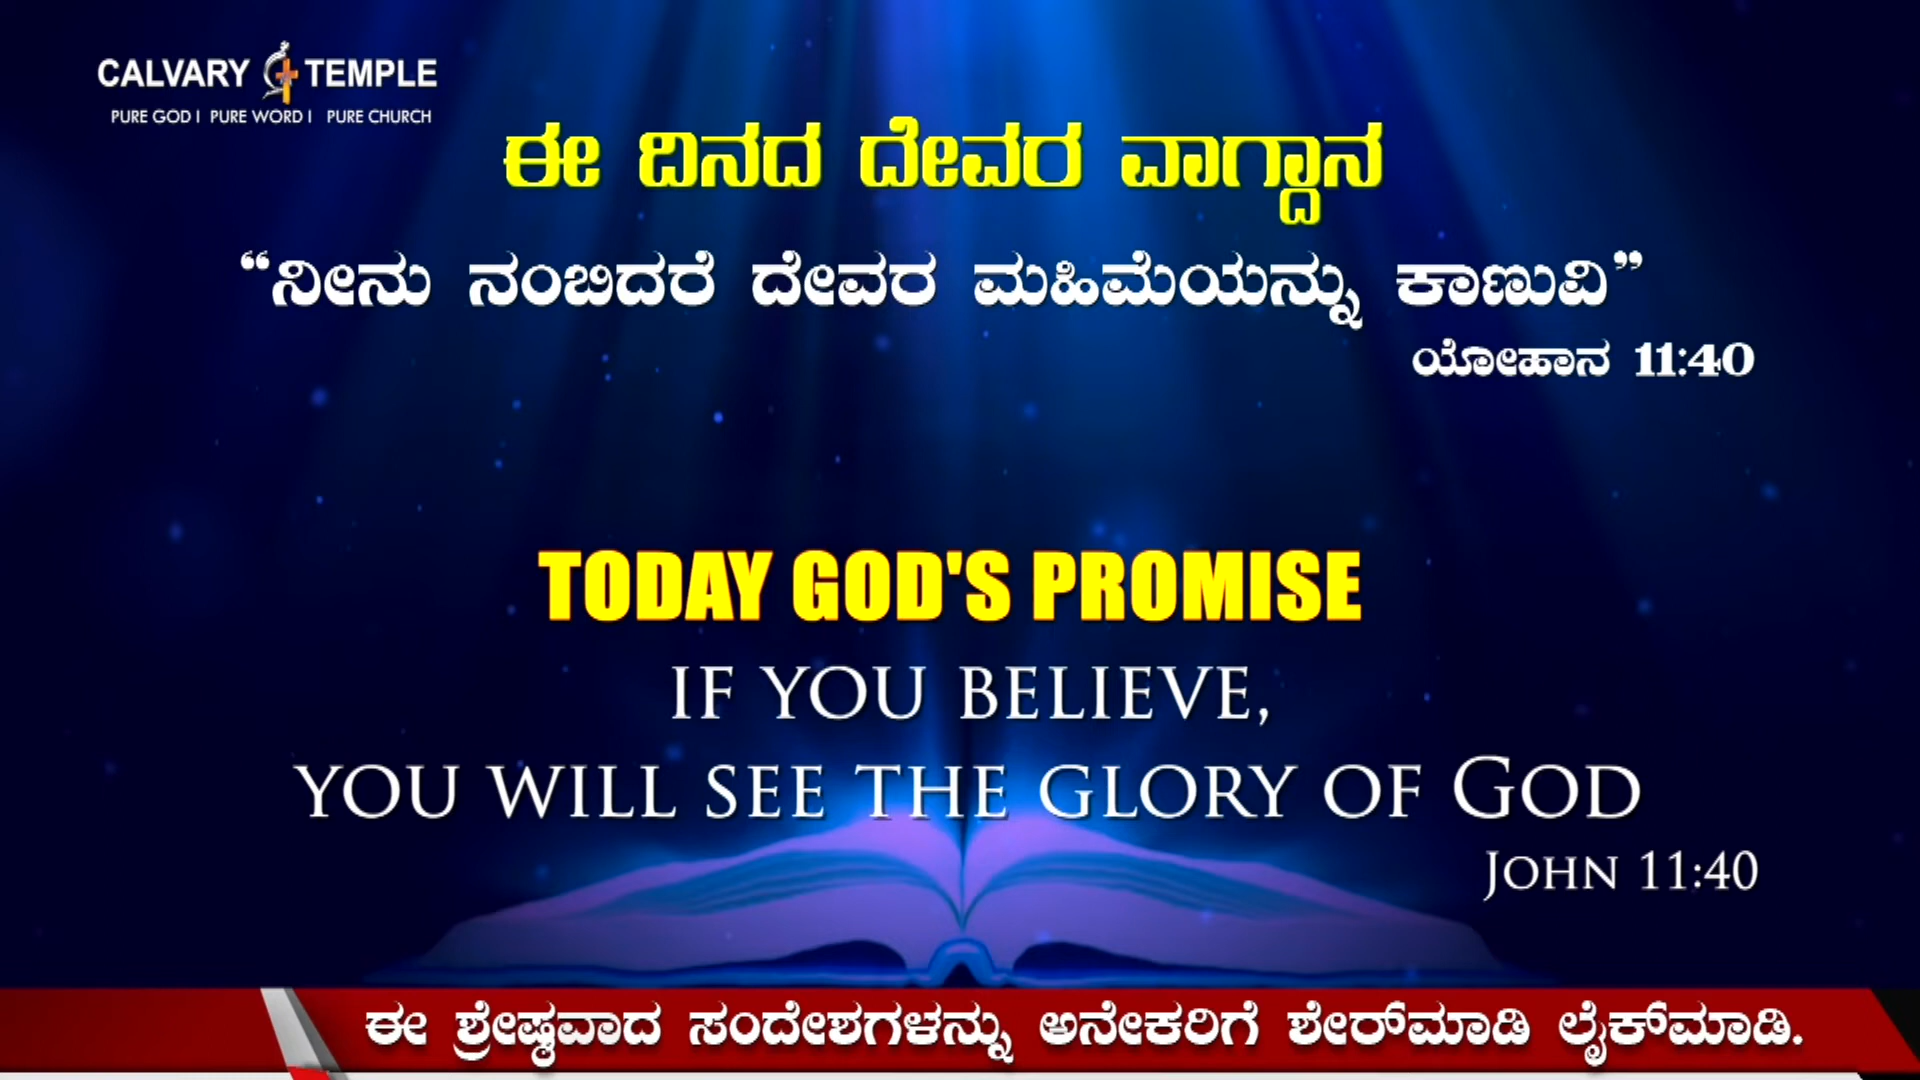 CALVARY TEMPLE
PURE GOD | PURE WORD | PURE CHURCH
ಈ ದಿನದ ದೇವರ ವಾಗ್ದಾನ
“ನೀನು ನಂಬಿದರೆ ದೇವರ ಮಹಿಮೆಯನ್ನು ಕಾಣುವಿ”
ಯೋಹಾನ 11:40
TODAY GOD'S PROMISE
IF YOU BELIEVE,
YOU WILL SEE THE GLORY OF GOD
JOHN 11:40
ಈ ಶ್ರೇಷ್ಠವಾದ ಸಂದೇಶಗಳನ್ನು ಅನೇಕರಿಗೆ ಶೇರ್‌ಮಾಡಿ ಲೈಕ್‌ಮಾಡಿ.